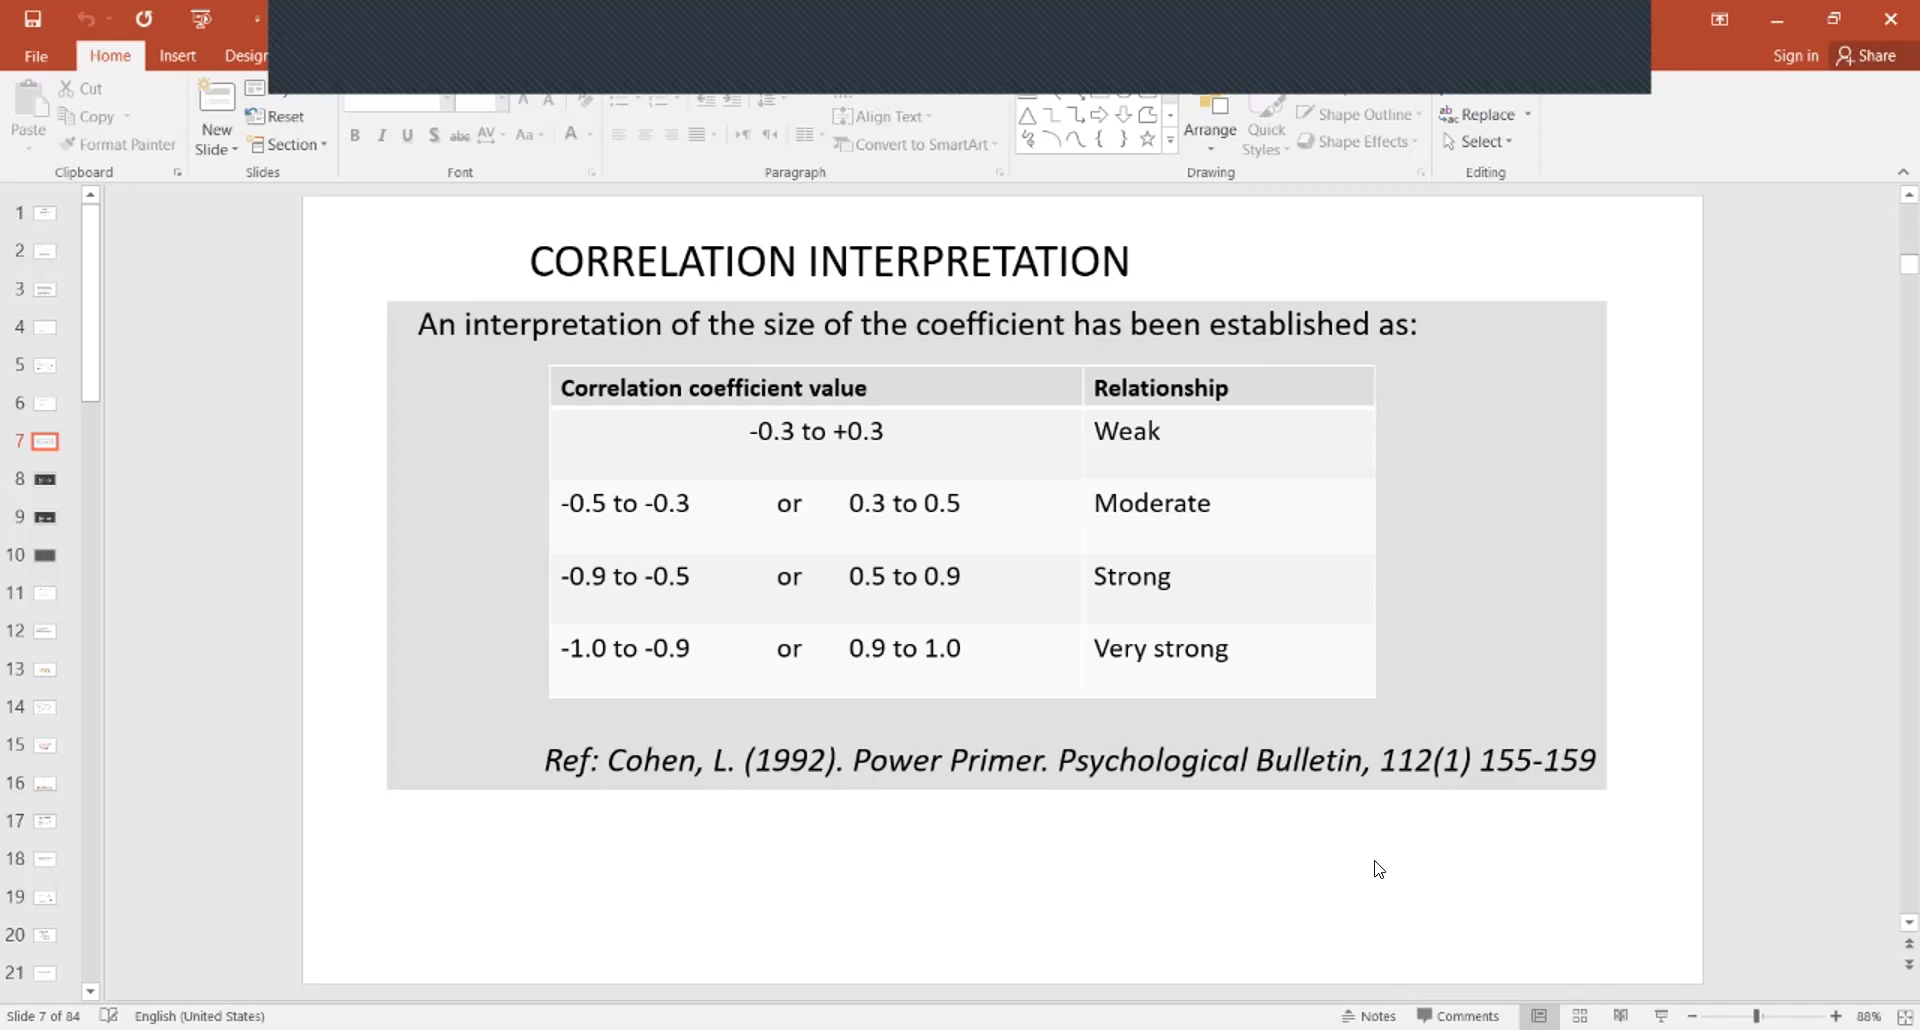 File Home Insert Design Sign in Share
Paste Cut
Copy
Format Painter
New Slide
Reset
Section
B I U S abc AV Aa A
Align Text
Convert to SmartArt
Arrange
Quick Styles
Shape Outline
Shape Effects
Replace
Select
Clipboard Slides Font Paragraph Drawing Editing
1
2
3
4
5
6
7
8
9
10
11
12
13
14
15
16
17
18
19
20
21
CORRELATION INTERPRETATION
An interpretation of the size of the coefficient has been established as:
Correlation coefficient value Relationship
-0.3 to +0.3 Weak
-0.5 to -0.3 or 0.3 to 0.5 Moderate
-0.9 to -0.5 or 0.5 to 0.9 Strong
-1.0 to -0.9 or 0.9 to 1.0 Very strong
Ref: Cohen, L. (1992). Power Primer. Psychological Bulletin, 112(1) 155-159
Slide 7 of 84 English (United States) Notes Comments 88%